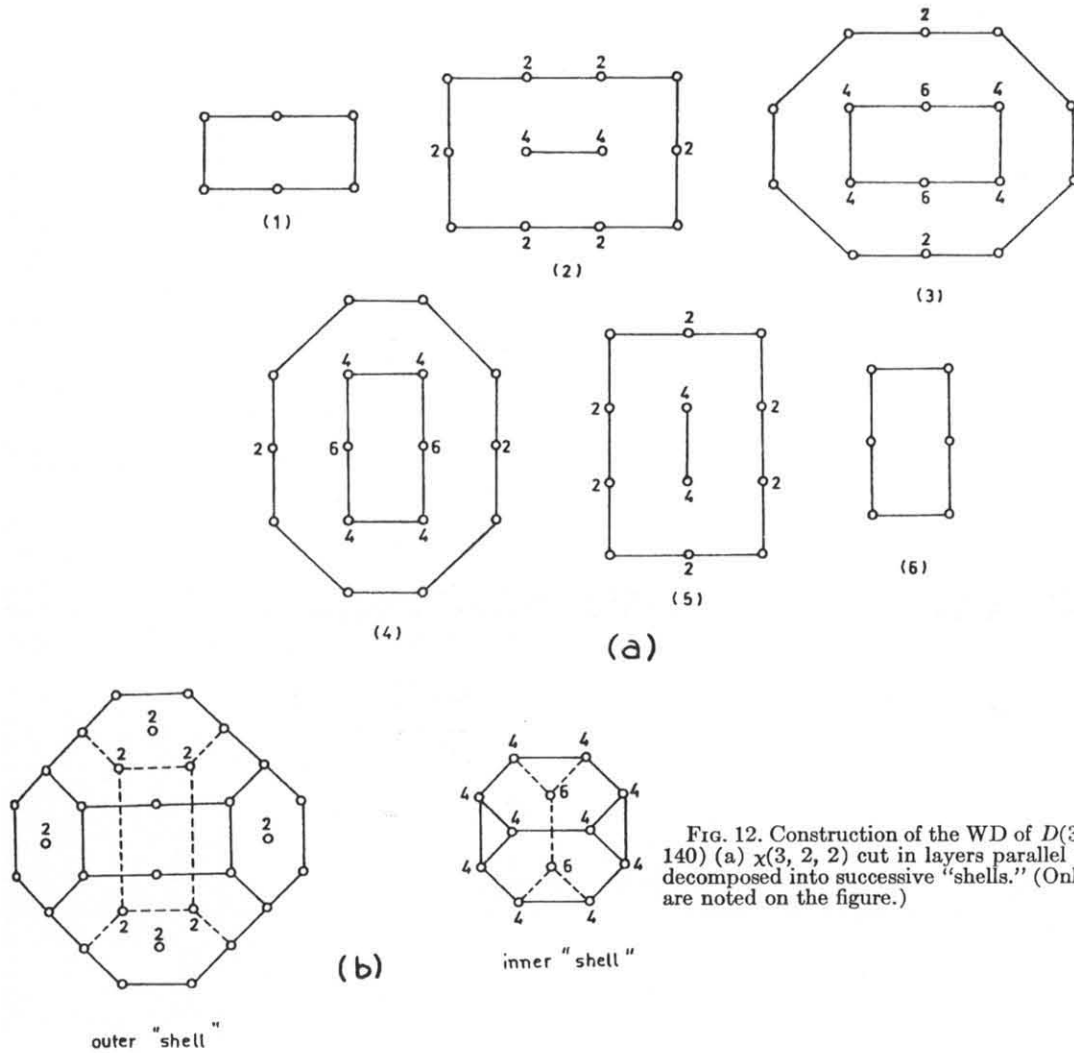 2
2 2
4 6 4
2 4 4 2
4 6 4
2 2
2
(1)
(2)
(3)
4 4
2 6 6 2
4 4
(4)
2
2 4 2
2 4 2
2
(5)
(6)
(a)
2
2 2
2 2
2 2
2
(b)
outer "shell"
4 4
4 6 4
4 4
4 6 4
4 4
inner "shell"
FIG. 12. Construction of the WD of D(3
140) (a) χ(3, 2, 2) cut in layers parallel
decomposed into successive "shells." (Onl
are noted on the figure.)